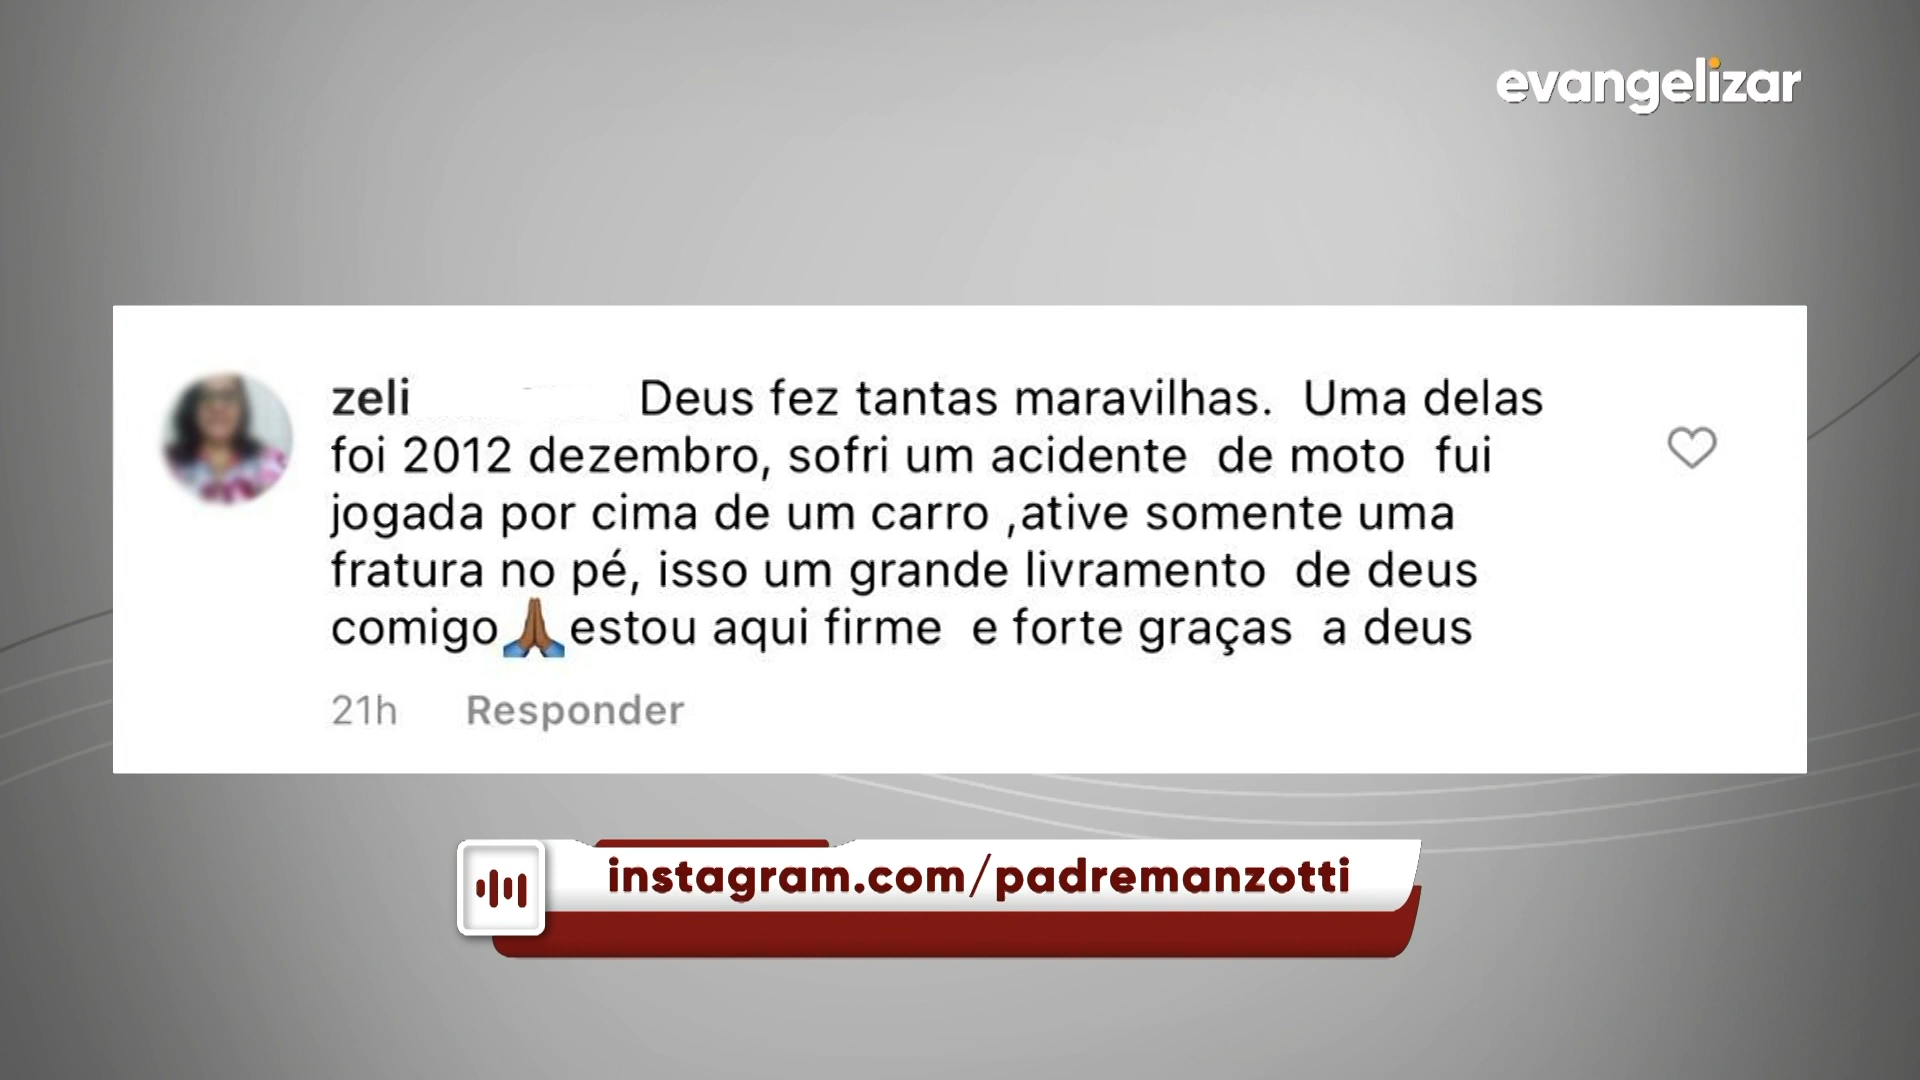 evangelizar
zeli Deus fez tantas maravilhas. Uma delas
foi 2012 dezembro, sofri um acidente de moto fui
jogada por cima de um carro ,ative somente uma
fratura no pé, isso um grande livramento de deus
comigo🙏🏾estou aqui firme e forte graças a deus
21h Responder
instagram.com/padremanzotti